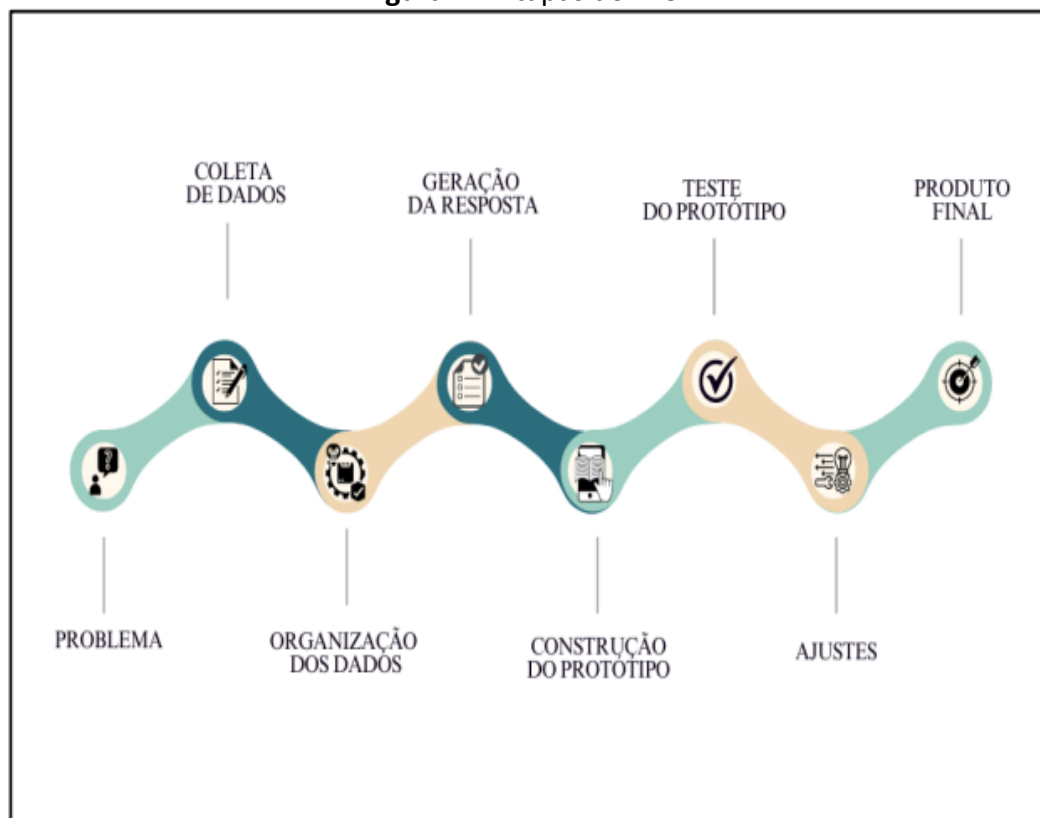 COLETA
DE DADOS
GERAÇÃO
DA RESPOSTA
TESTE
DO PROTÓTIPO
PRODUTO
FINAL
PROBLEMA
ORGANIZAÇÃO
DOS DADOS
CONSTRUÇÃO
DO PROTÓTIPO
AJUSTES